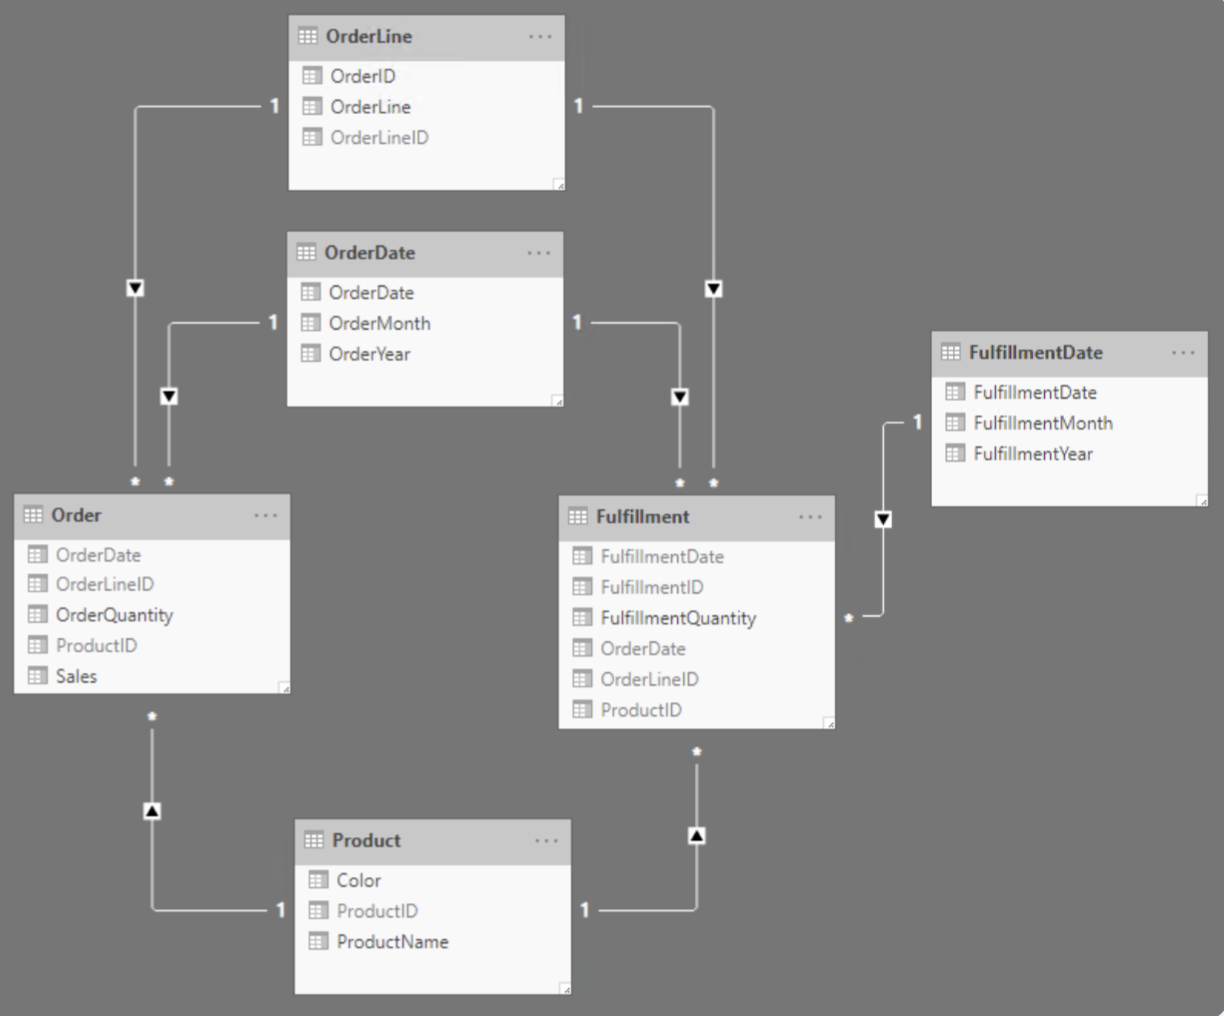 OrderLine ...
OrderID
OrderLine
OrderLineID
1
1
OrderDate ...
OrderDate
OrderMonth
OrderYear
1
1
FulfillmentDate ...
FulfillmentDate
FulfillmentMonth
FulfillmentYear
1
* *
* *
Order ...
OrderDate
OrderLineID
OrderQuantity
ProductID
Sales
*
Fulfillment ...
FulfillmentDate
FulfillmentID
FulfillmentQuantity
OrderDate
OrderLineID
ProductID
*
*
Product ...
Color
ProductID
ProductName
1
1